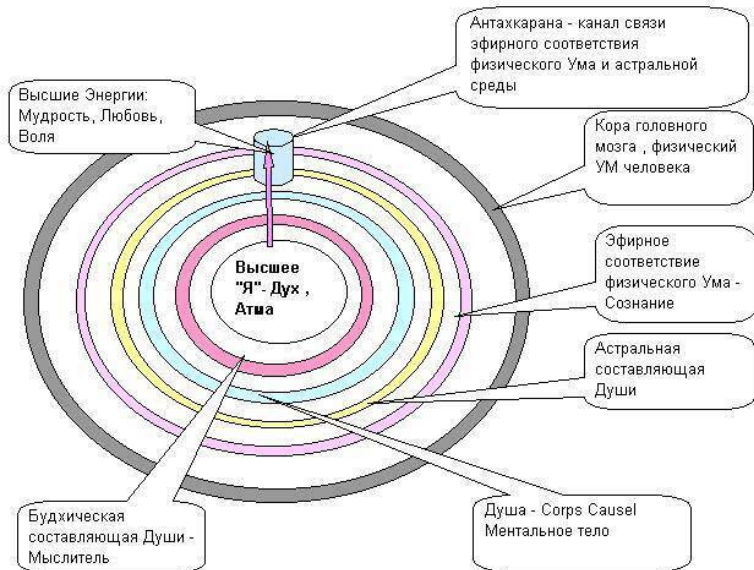 Антахкарана - канал связи
эфирного соответствия
физического Ума и астральной
среды
Высшие Энергии:
Мудрость, Любовь,
Воля
Кора головного
мозга , физический
УМ человека
Высшее
"Я"- Дух ,
Атма
Эфирное
соответствие
физического Ума -
Сознание
Астральная
составляющая
Души
Будхическая
составляющая Души -
Мыслитель
Душа - Corps Causel
Ментальное тело